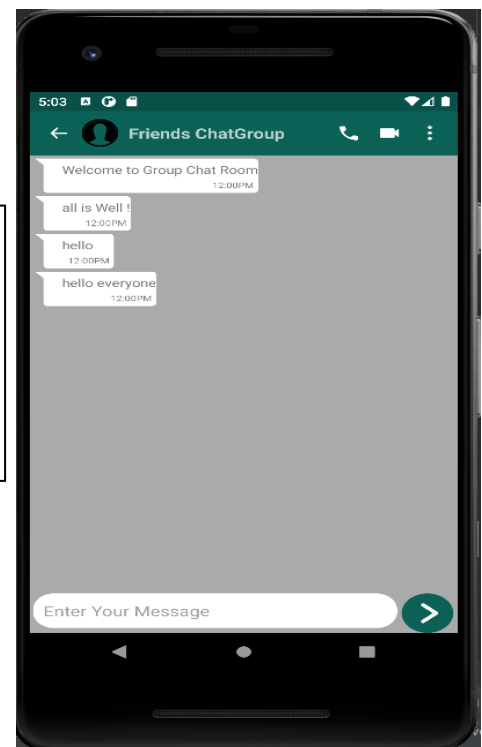 5:03
Friends ChatGroup
Welcome to Group Chat Room
12:00PM
all is Well !
12:00PM
hello
12:00PM
hello everyone
12:00PM
Enter Your Message